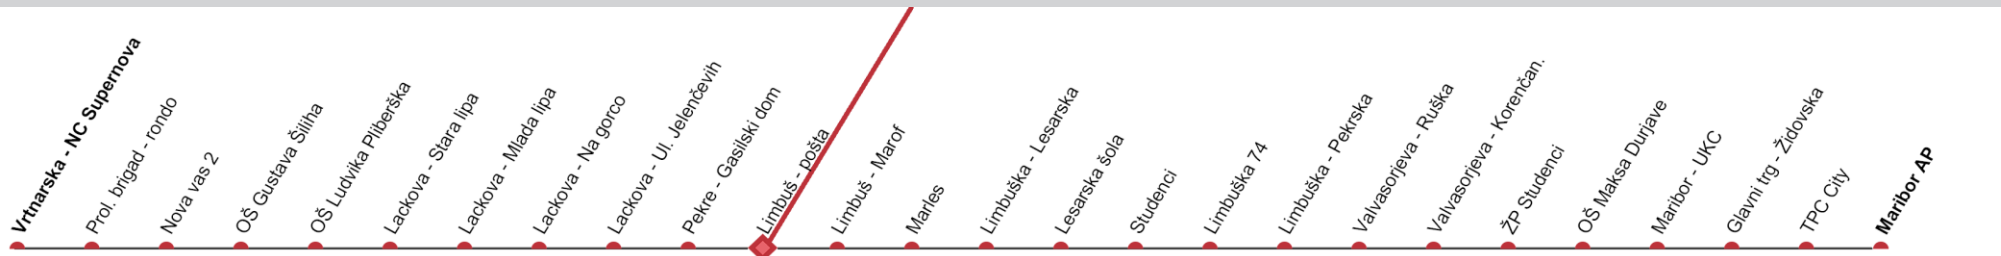 Vrtnarska - NC Supernova
Prol. brigad - rondo
Nova vas 2
OŠ Gustava Šiliha
OŠ Ludvika Pliberška
Lackova - Stara lipa
Lackova - Mlada lipa
Lackova - Na gorco
Lackova - Ul. Jelenčevih
Pekre - Gasilski dom
Limbuš - pošta
Limbuš - Marof
Marles
Limbuška - Lesarska
Lesarska šola
Studenci
Limbuška 74
Limbuška - Pekrska
Valvasorjeva - Ruška
Valvasorjeva - Korenčan.
ŽP Studenci
OŠ Maksa Durjave
Maribor - UKC
Glavni trg - Židovska
TPC City
Maribor AP